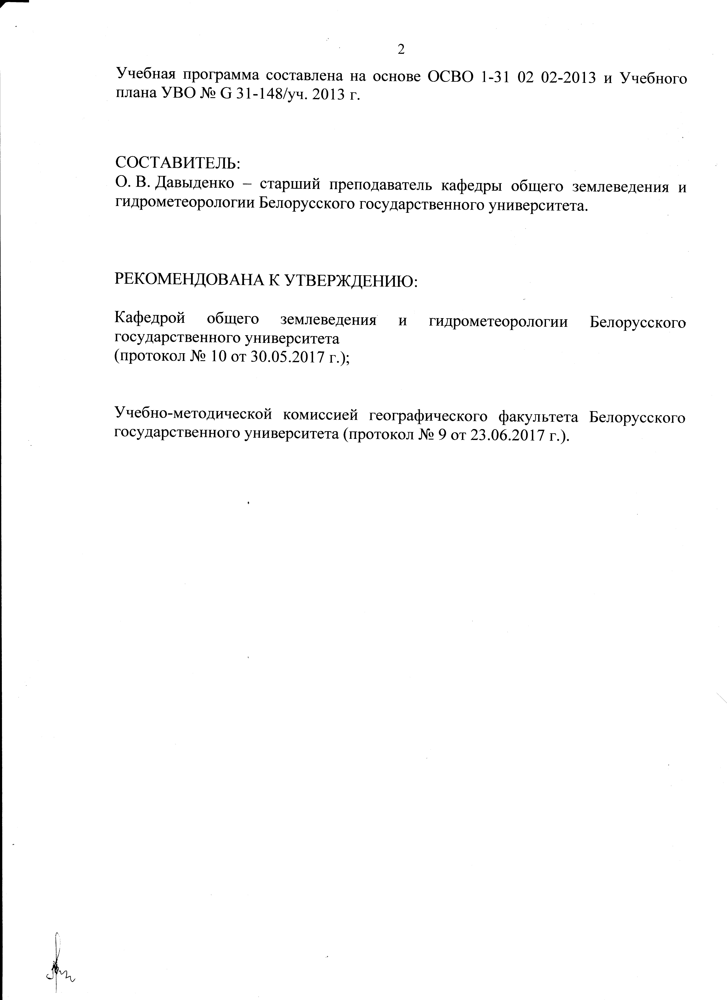 2
Учебная программа составлена на основе ОСВО 1-31 02 02-2013 и Учебного
плана УВО № G 31-148/уч. 2013 г.
СОСТАВИТЕЛЬ:
О. В. Давыденко – старший преподаватель кафедры общего землеведения и
гидрометеорологии Белорусского государственного университета.
РЕКОМЕНДОВАНА К УТВЕРЖДЕНИЮ:
Кафедрой общего землеведения и гидрометеорологии Белорусского
государственного университета
(протокол № 10 от 30.05.2017 г.);
Учебно-методической комиссией географического факультета Белорусского
государственного университета (протокол № 9 от 23.06.2017 г.).